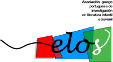 Asociación galego
portuguesa de
investigación
en literatura infantil
e xuvenil
elos